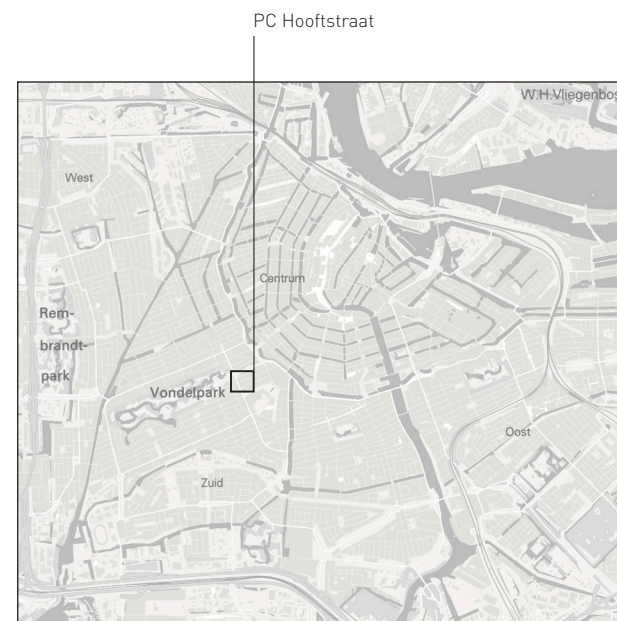 PC Hooftstraat
W.H.Vliegenbos
West
Centrum
Rem-
brandt-
park
Vondelpark
Oost
Zuid